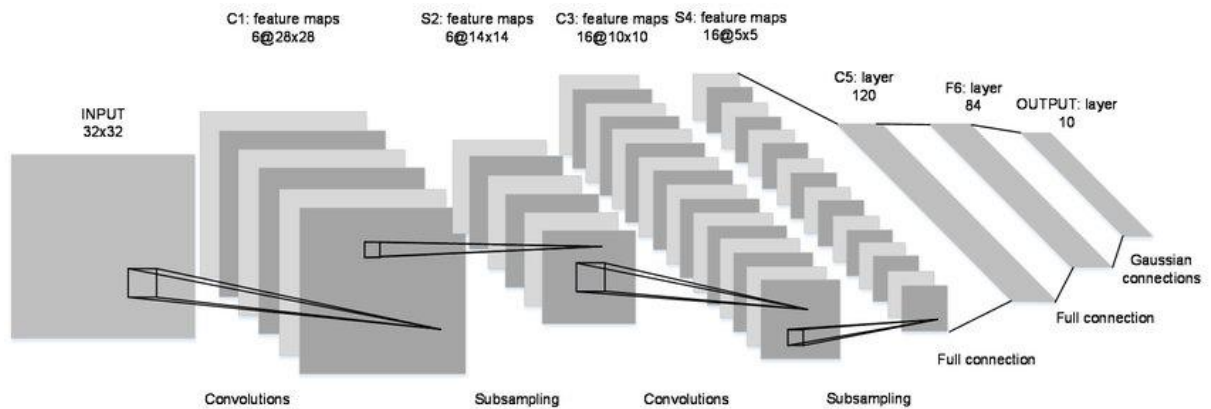 C1: feature maps
6@28x28
S2: feature maps
6@14x14
C3: feature maps
16@10x10
S4: feature maps
16@5x5
INPUT
32x32
C5: layer
120
F6: layer
84
OUTPUT: layer
10
Gaussian
connections
Full connection
Full connection
Convolutions
Subsampling
Convolutions
Subsampling